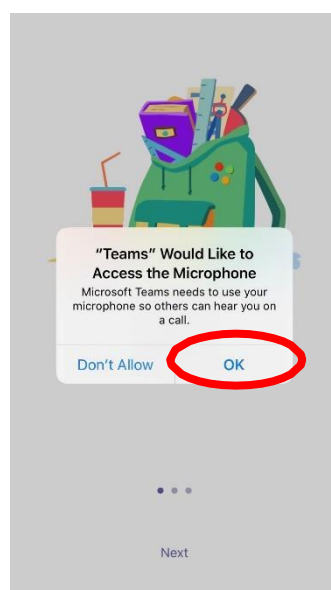 "Teams" Would Like to
Access the Microphone
Microsoft Teams needs to use your
microphone so others can hear you on
a call.
Don't Allow
OK
Next